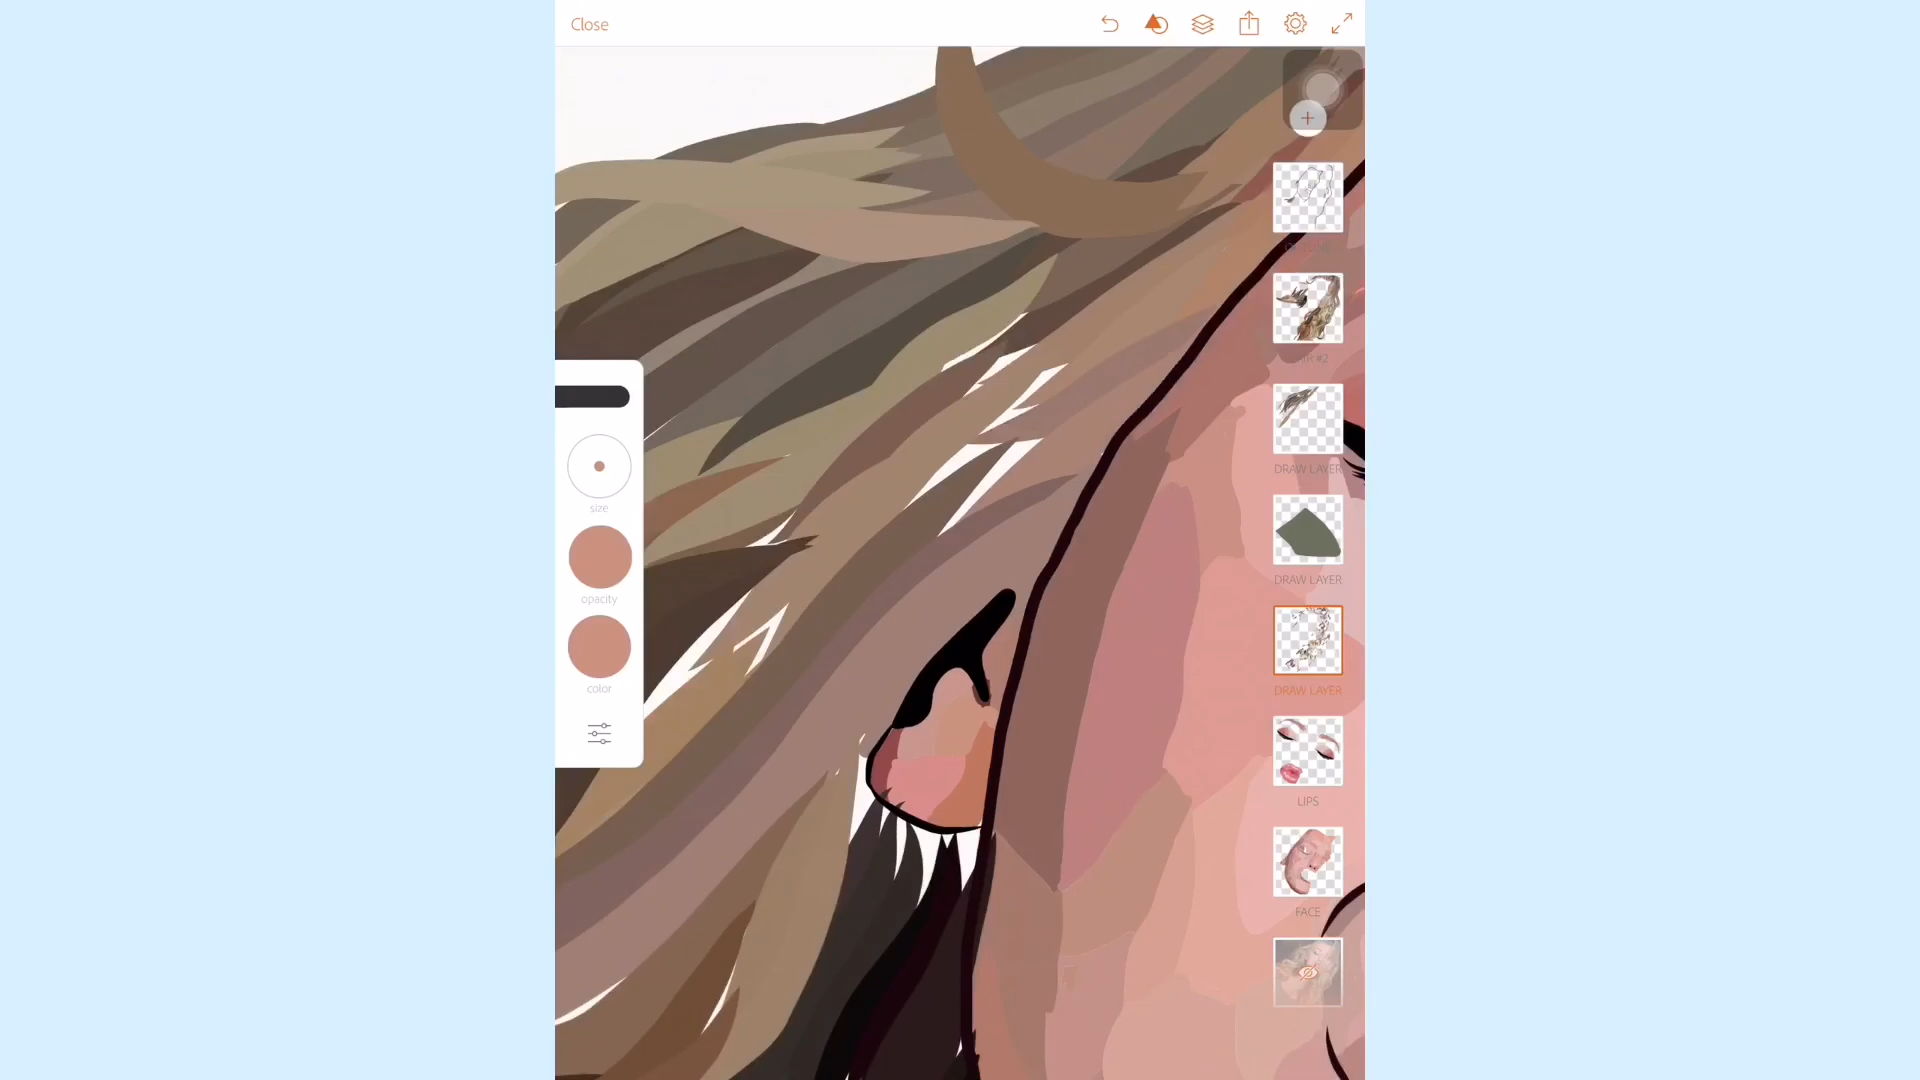 Close
size
opacity
color
DRAW LAYER
DRAW LAYER
DRAW LAYER
LIPS
FACE